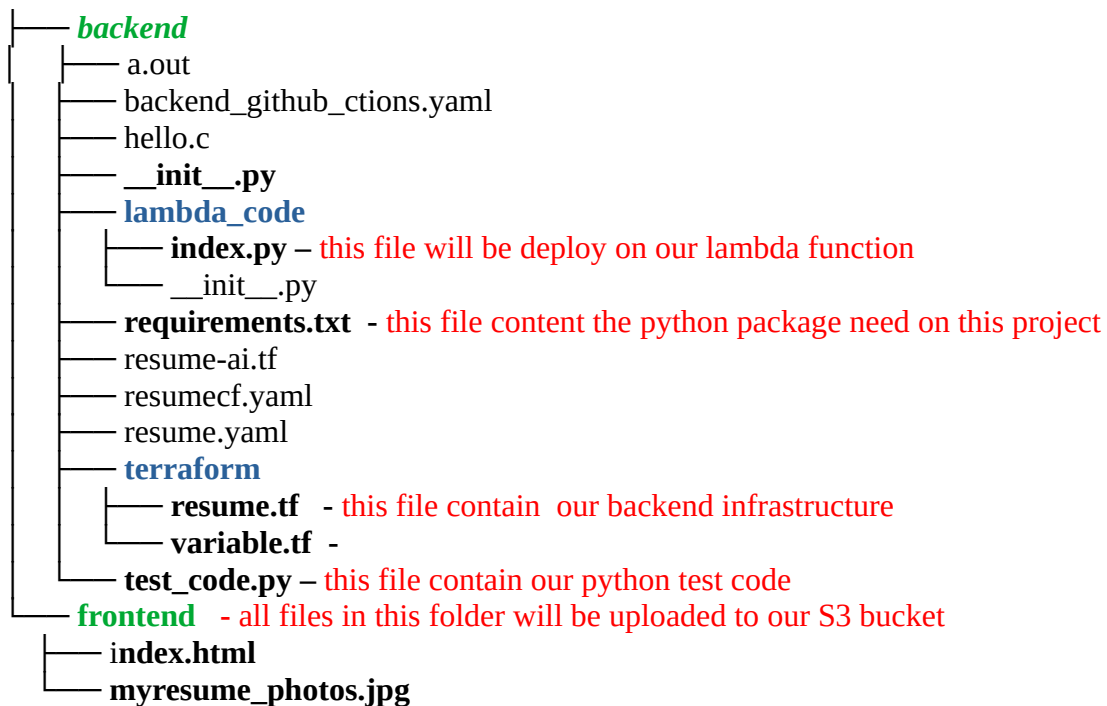 ├── backend
│   ├── a.out
│   ├── backend_github_ctions.yaml
│   ├── hello.c
│   ├── __init__.py
│   ├── lambda_code
│   │   ├── index.py – this file will be deploy on our lambda function
│   │   └── __init__.py
│   ├── requirements.txt - this file content the python package need on this project
│   ├── resume-ai.tf
│   ├── resumecf.yaml
│   ├── resume.yaml
│   ├── terraform
│   │   ├── resume.tf - this file contain our backend infrastructure
│   │   └── variable.tf -
│   └── test_code.py – this file contain our python test code
└── frontend - all files in this folder will be uploaded to our S3 bucket
    ├── index.html
    └── myresume_photos.jpg